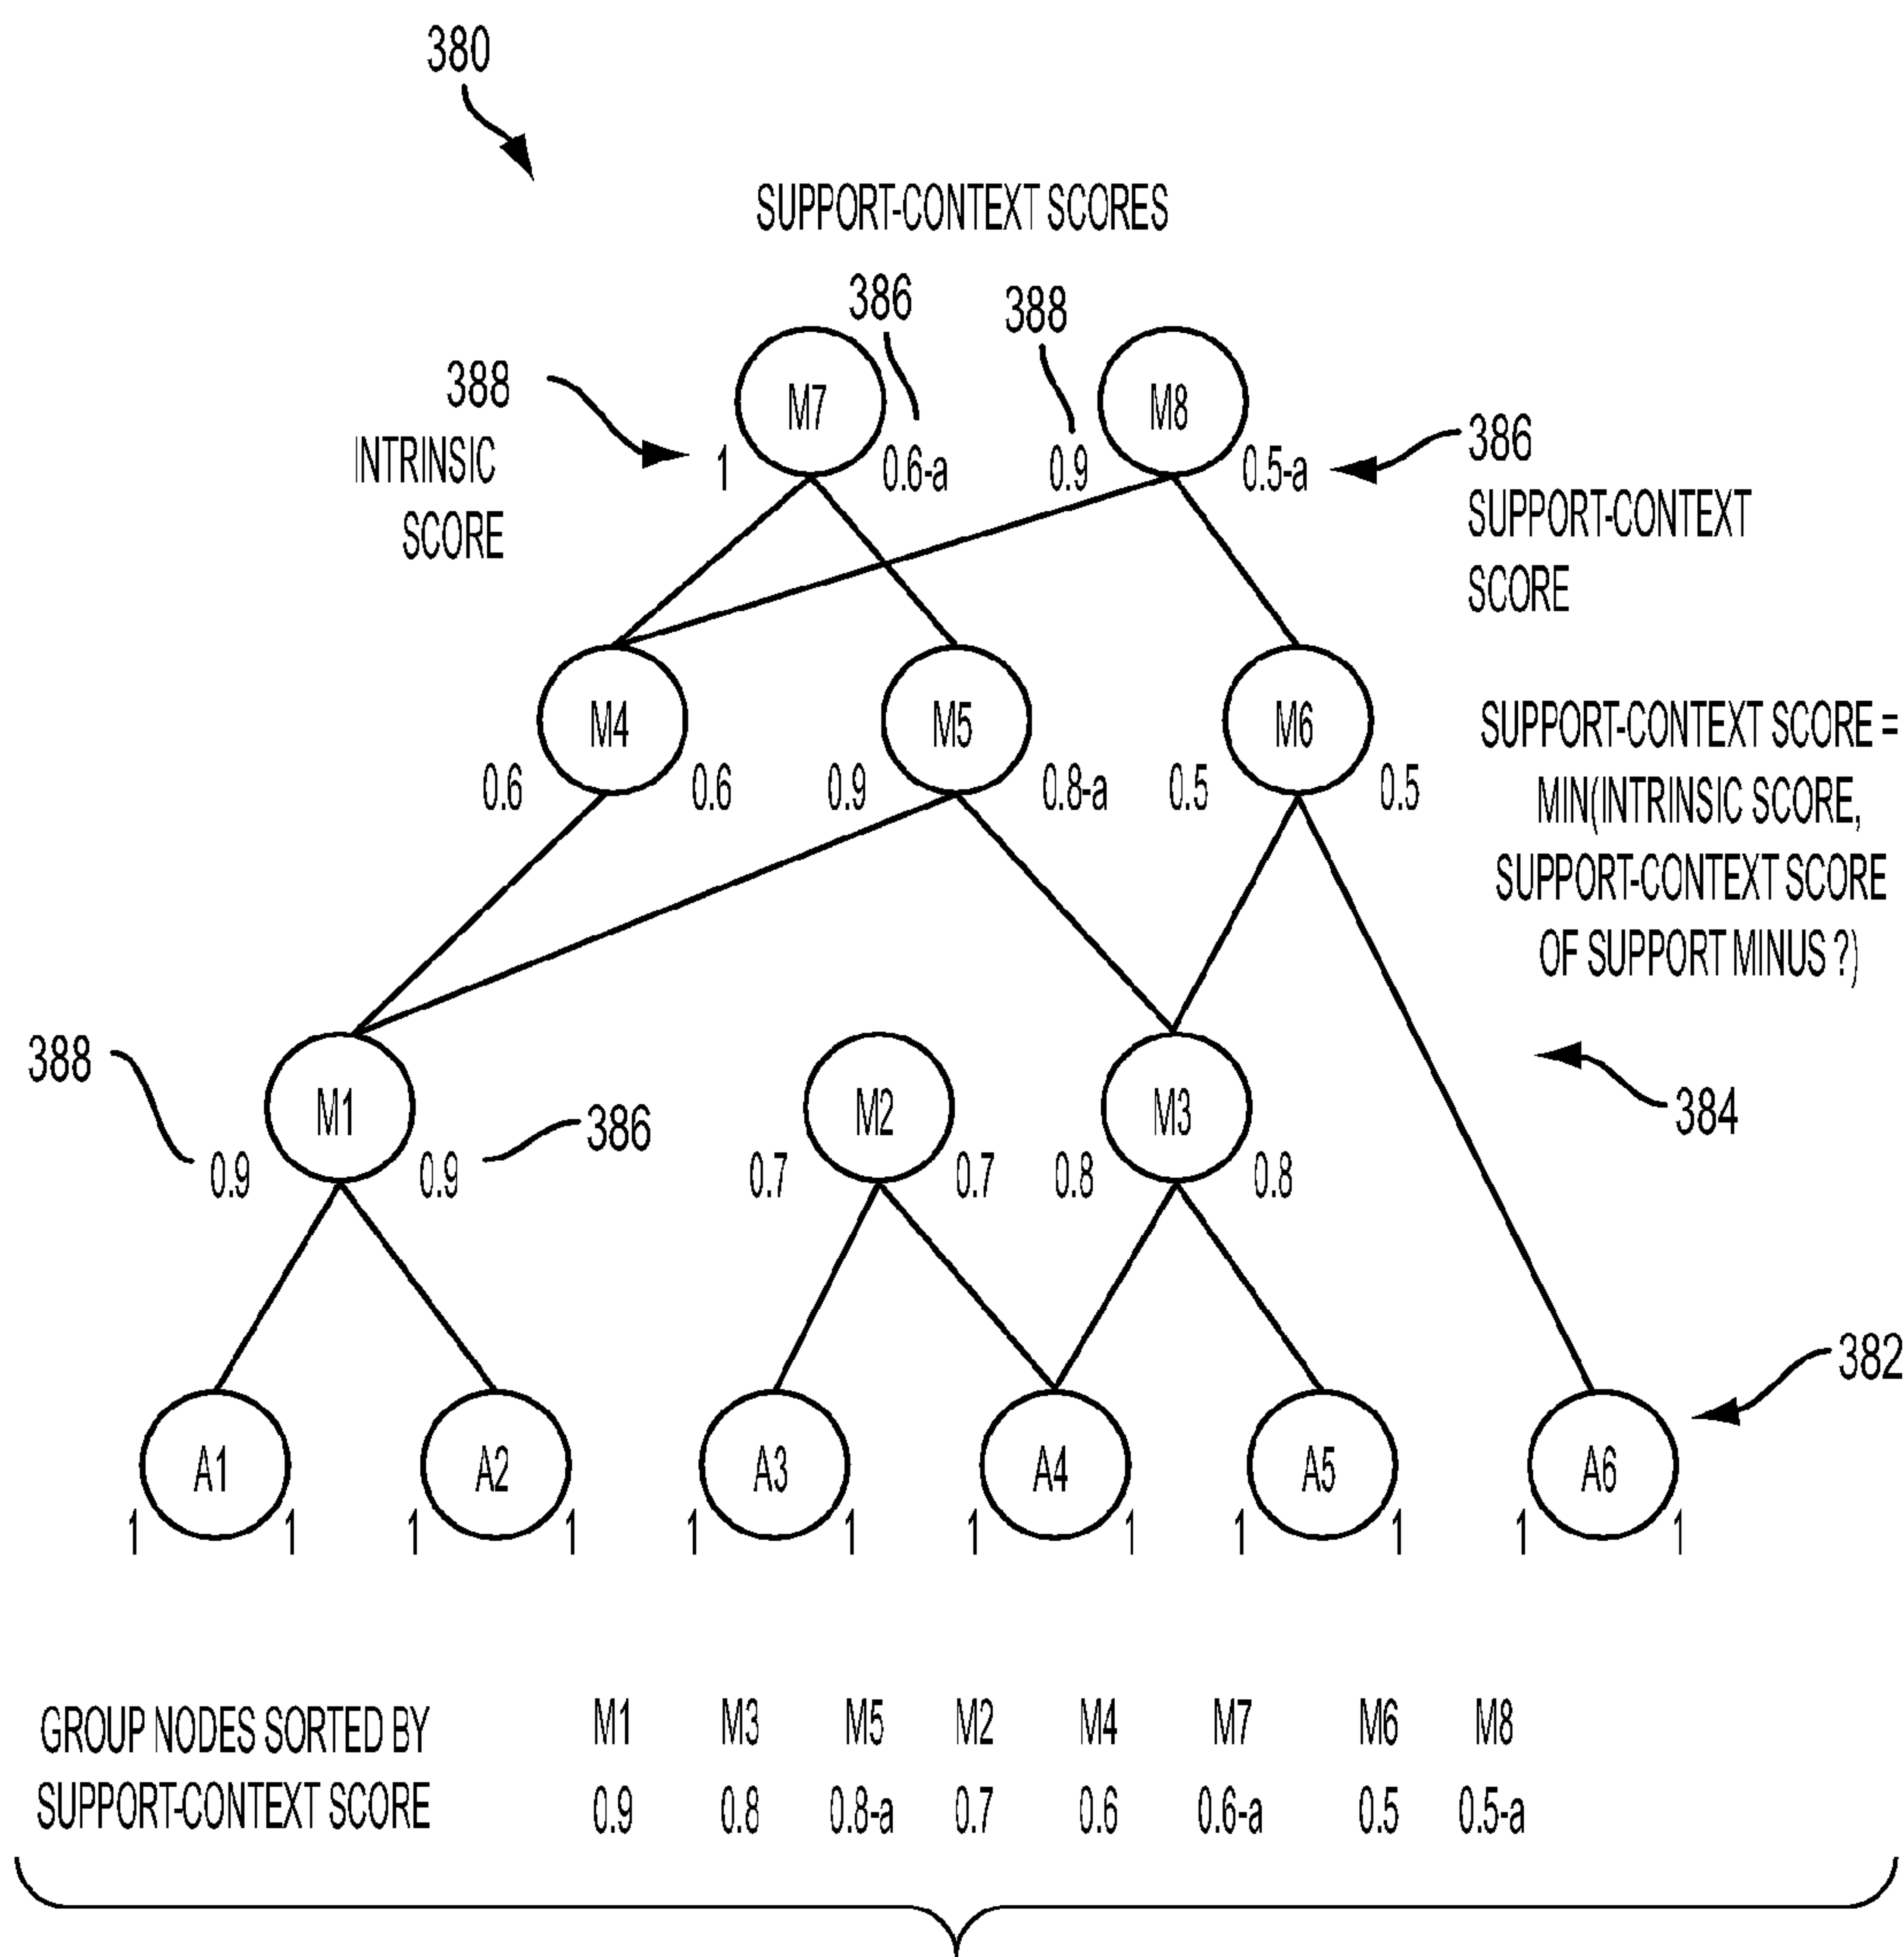 380
SUPPORT-CONTEXT SCORES
386
388
388
INTRINSIC
SCORE
M7
M8
1
0.6-a
0.9
0.5-a
386
SUPPORT-CONTEXT
SCORE
M4
M5
M6
0.6
0.6
0.9
0.8-a
0.5
0.5
SUPPORT-CONTEXT SCORE =
MIN(INTRINSIC SCORE,
SUPPORT-CONTEXT SCORE
OF SUPPORT MINUS ?)
388
M1
M2
M3
384
386
0.9
0.9
0.7
0.7
0.8
0.8
382
A1
A2
A3
A4
A5
A6
1
1
1
1
1
1
1
1
1
1
1
1
GROUP NODES SORTED BY M1 M3 M5 M2 M4 M7 M6 M8
SUPPORT-CONTEXT SCORE 0.9 0.8 0.8-a 0.7 0.6 0.6-a 0.5 0.5-a